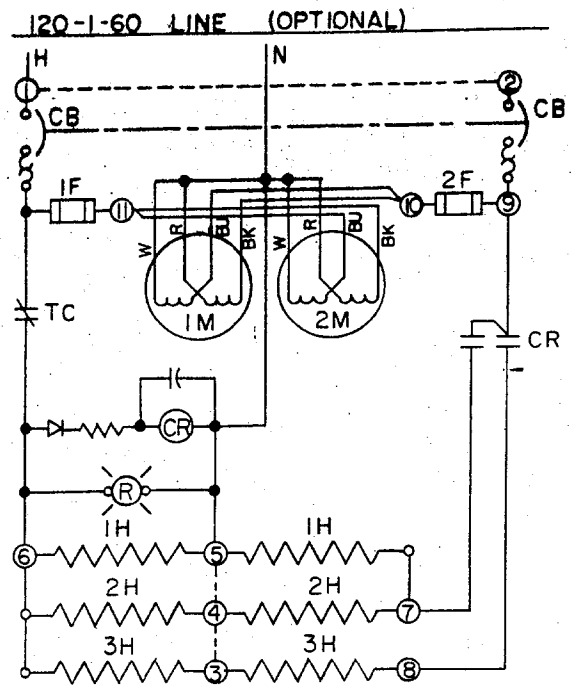 120-1-60 LINE (OPTIONAL)
H N
1 2
CB CB
1F 11 10 2F 9
W R BU BK W R BU BK
1M 2M
TC
CR
CR
R
1H 1H
6 5
2H 2H
4 7
3H 3H
3 8